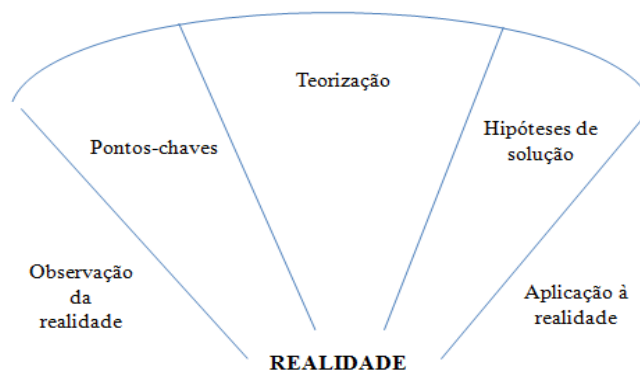 Teorização
Pontos-chaves
Hipóteses de
solução
Observação
da
realidade
Aplicação à
realidade
REALIDADE